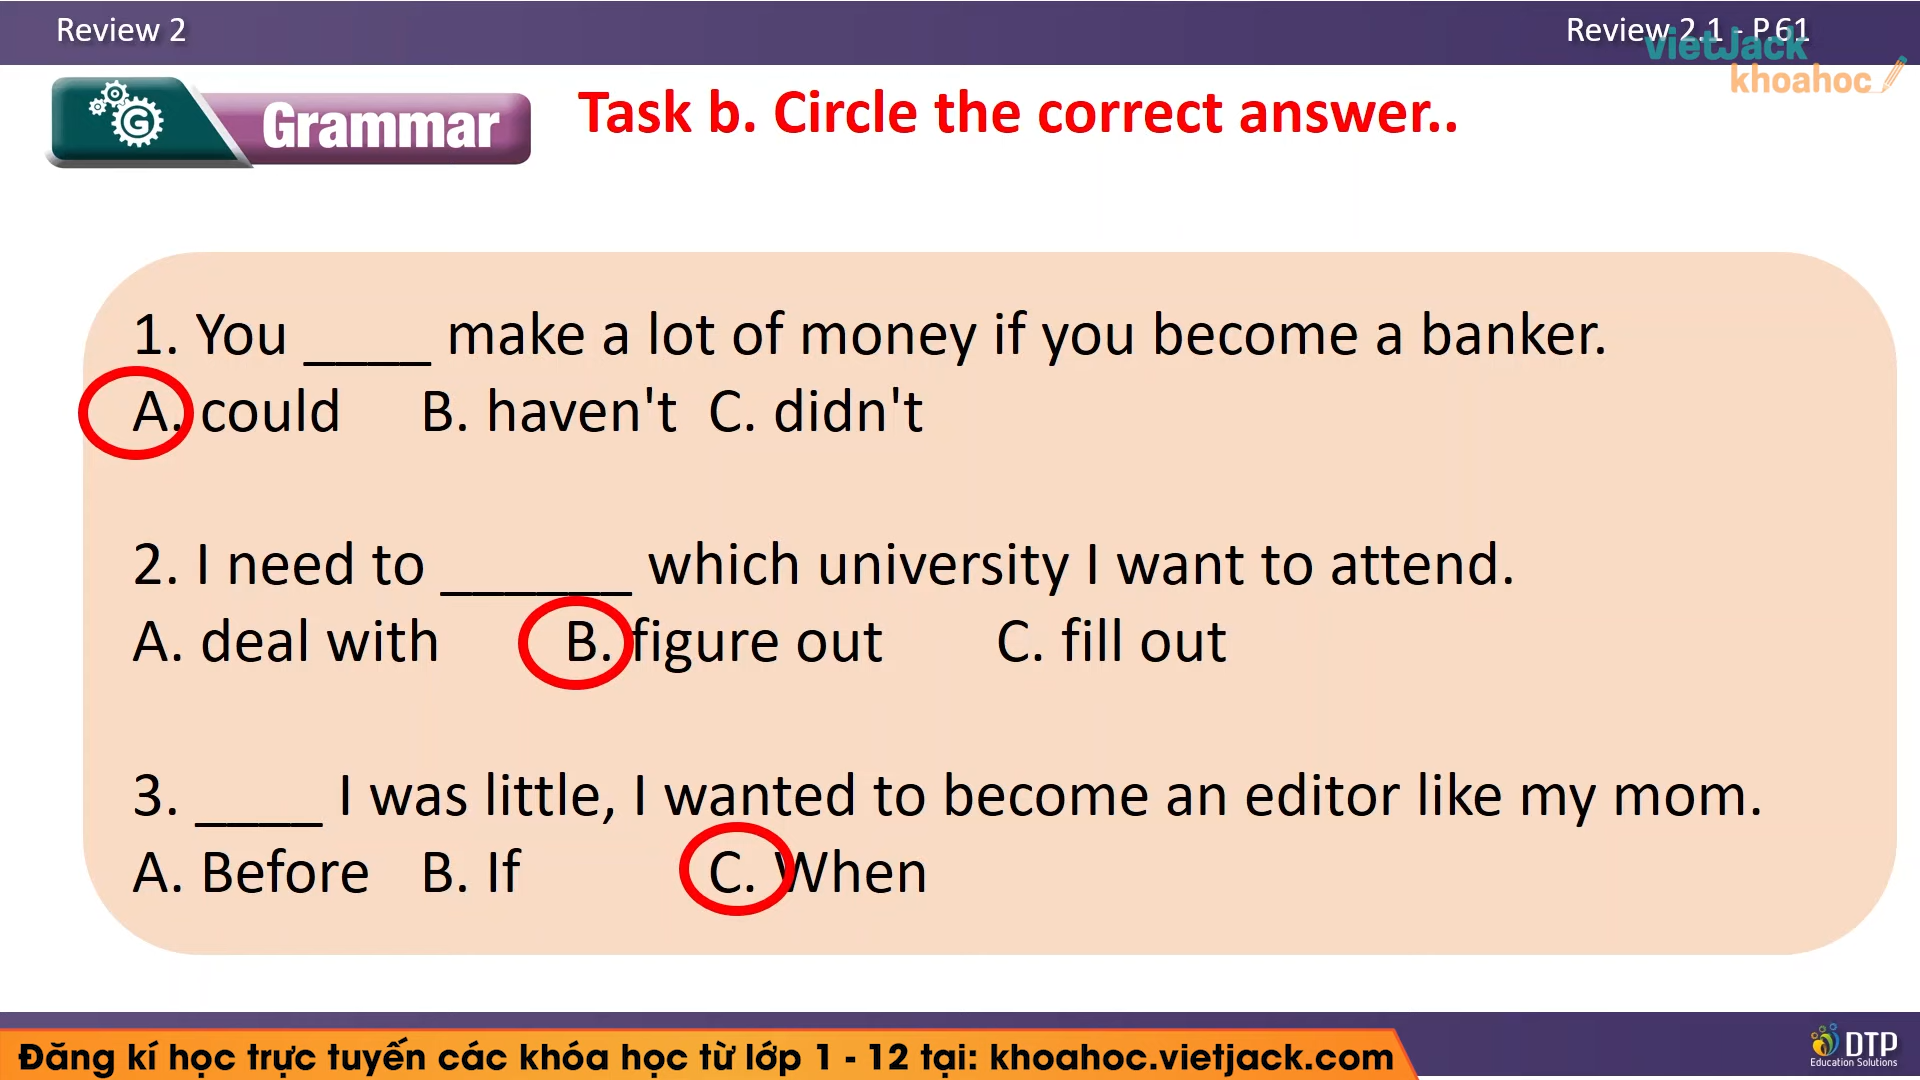 Review 2
Review 2.1 - P.61
vietJack
khoahoc
G Grammar
Task b. Circle the correct answer..
1. You ____ make a lot of money if you become a banker.
A. could B. haven't C. didn't
2. I need to ______ which university I want to attend.
A. deal with B. figure out C. fill out
3. ____ I was little, I wanted to become an editor like my mom.
A. Before B. If C. When
Đăng kí học trực tuyến các khóa học từ lớp 1 - 12 tại: khoahoc.vietjack.com
DTP
Education Solutions